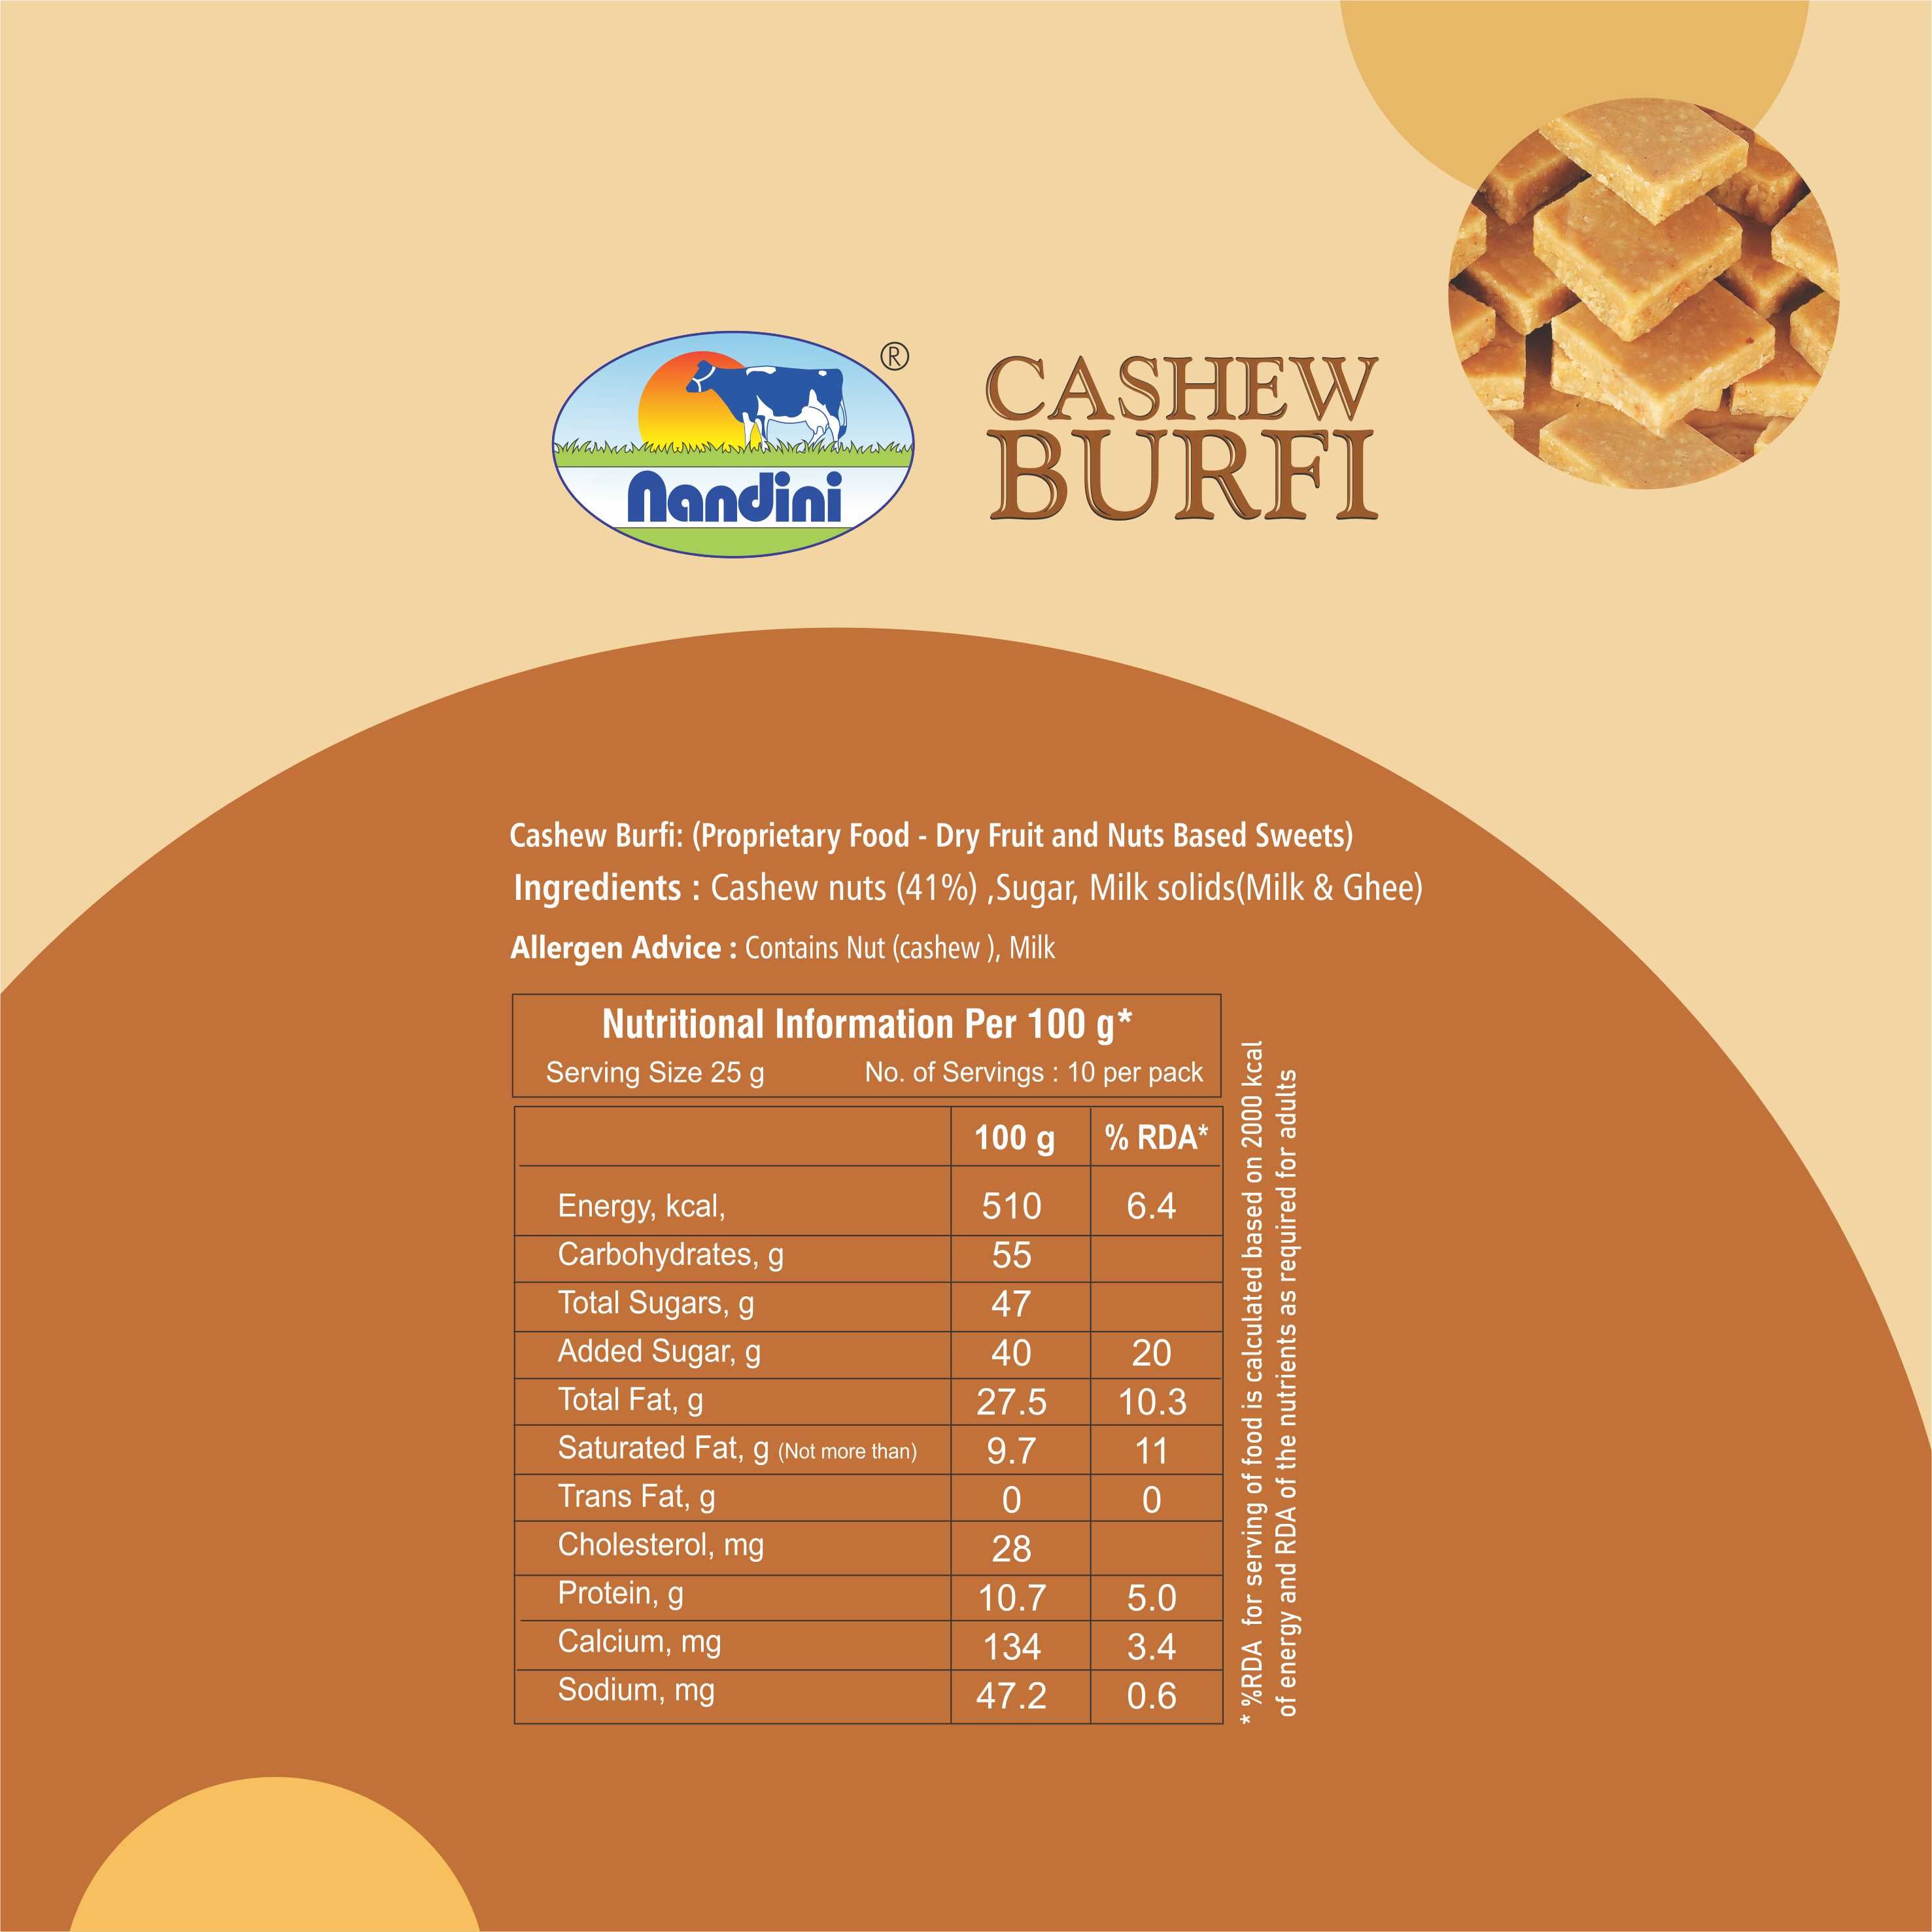 nandini
®
CASHEW
BURFI
Cashew Burfi: (Proprietary Food - Dry Fruit and Nuts Based Sweets)
Ingredients : Cashew nuts (41%) ,Sugar, Milk solids(Milk & Ghee)
Allergen Advice : Contains Nut (cashew ), Milk
Nutritional Information Per 100 g*
Serving Size 25 g No. of Servings : 10 per pack
100 g % RDA*
Energy, kcal, 510 6.4
Carbohydrates, g 55
Total Sugars, g 47
Added Sugar, g 40 20
Total Fat, g 27.5 10.3
Saturated Fat, g (Not more than) 9.7 11
Trans Fat, g 0 0
Cholesterol, mg 28
Protein, g 10.7 5.0
Calcium, mg 134 3.4
Sodium, mg 47.2 0.6
* %RDA for serving of food is calculated based on 2000 kcal
of energy and RDA of the nutrients as required for adults